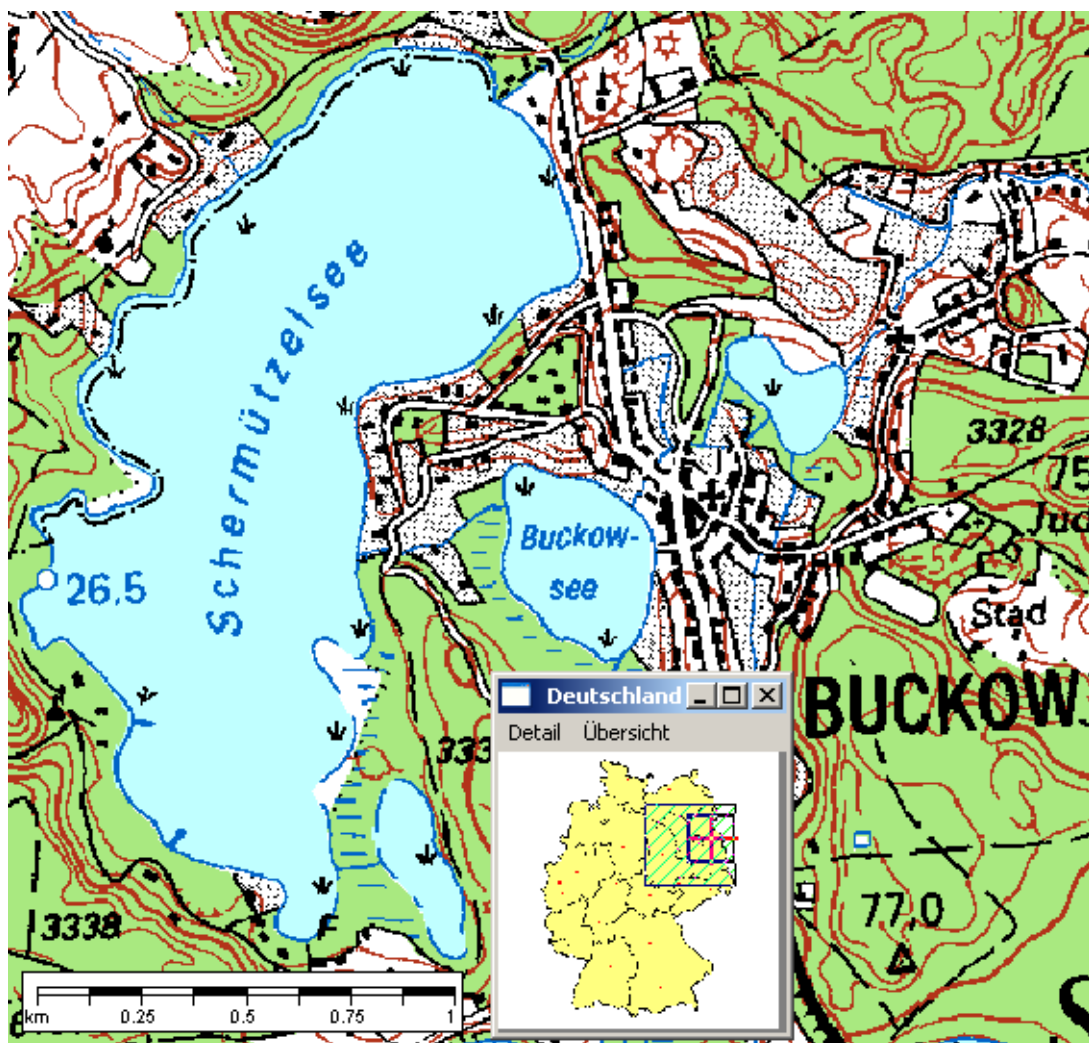 Schermützelsee
3328
75
Buckow-
see
Juc
26,5
Stad
Deutschland
BUCKOW
Detail Übersicht
333
77,0
3338
F
km 0.25 0.5 0.75 1